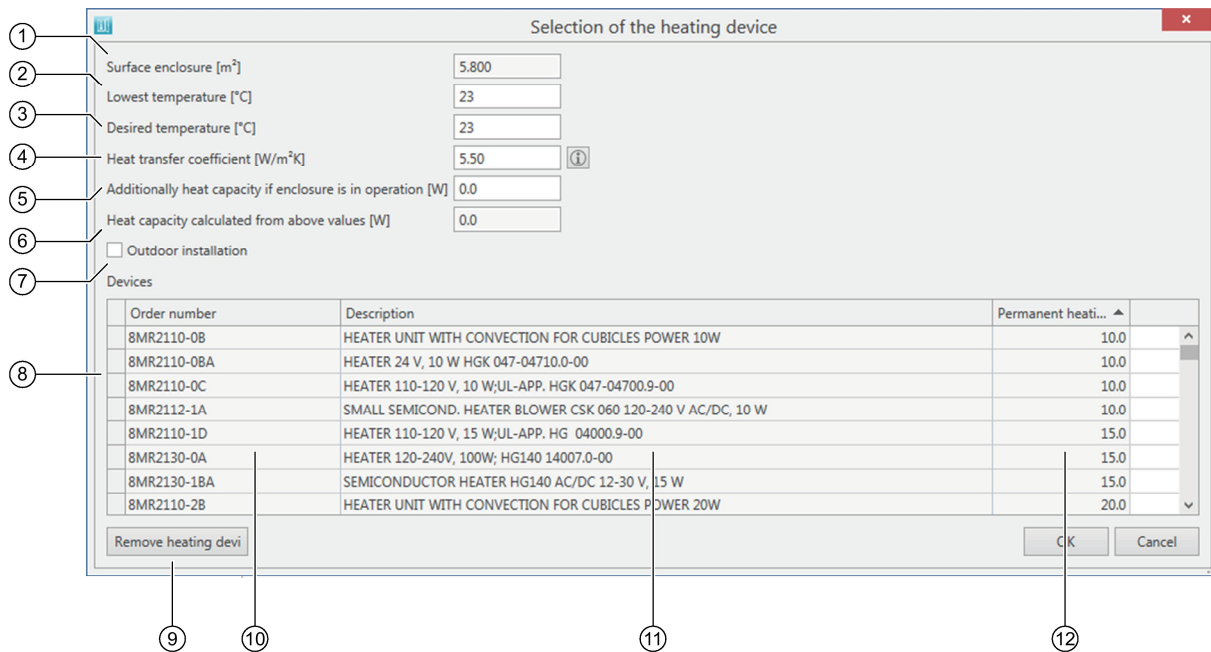 Selection of the heating device
1
Surface enclosure [m²] 5.800
2
Lowest temperature [°C] 23
3
Desired temperature [°C] 23
4
Heat transfer coefficient [W/m²K] 5.50
5
Additionally heat capacity if enclosure is in operation [W] 0.0
6
Heat capacity calculated from above values [W] 0.0
Outdoor installation
7
Devices
Order number Description Permanent heati...
8MR2110-0B HEATER UNIT WITH CONVECTION FOR CUBICLES POWER 10W 10.0
8MR2110-0BA HEATER 24 V, 10 W HGK 047-04710.0-00 10.0
8
8MR2110-0C HEATER 110-120 V, 10 W;UL-APP. HGK 047-04700.9-00 10.0
8MR2112-1A SMALL SEMICOND. HEATER BLOWER CSK 060 120-240 V AC/DC, 10 W 10.0
8MR2110-1D HEATER 110-120 V, 15 W;UL-APP. HG 04000.9-00 15.0
8MR2130-0A HEATER 120-240V, 100W; HG140 14007.0-00 15.0
8MR2130-1BA SEMICONDUCTOR HEATER HG140 AC/DC 12-30 V, 15 W 15.0
8MR2110-2B HEATER UNIT WITH CONVECTION FOR CUBICLES POWER 20W 20.0
Remove heating devi OK Cancel
9 10 11 12